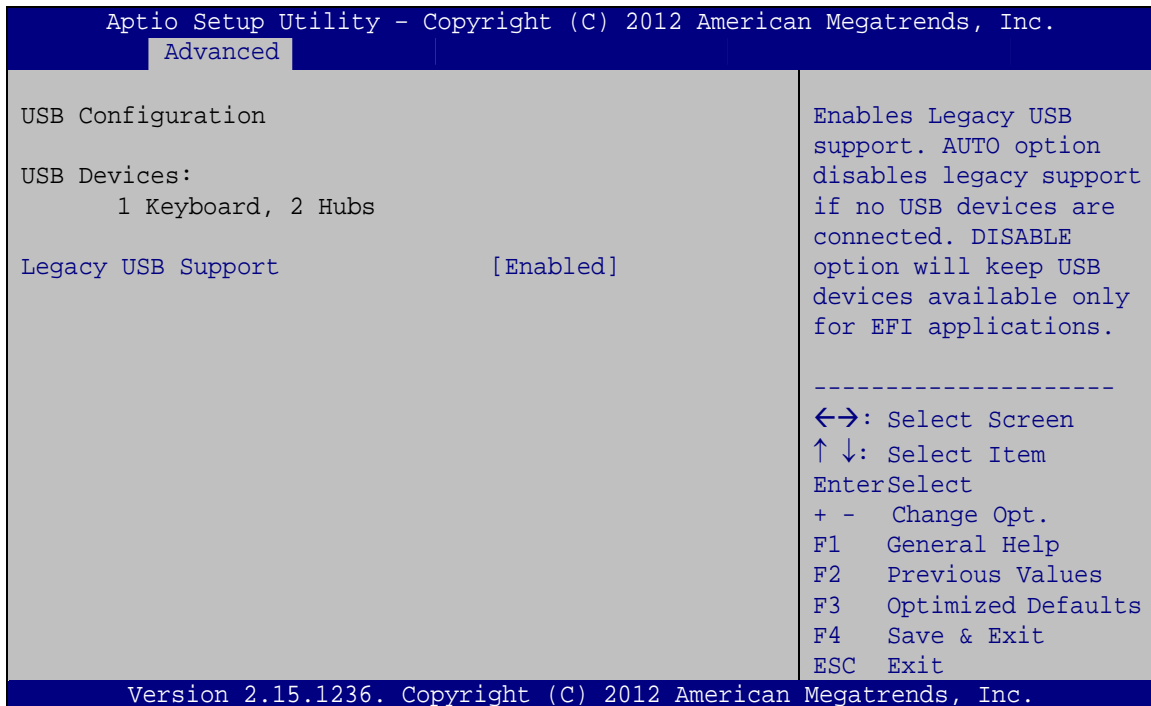 Aptio Setup Utility – Copyright (C) 2012 American Megatrends, Inc.
Advanced
USB Configuration
USB Devices:
1 Keyboard, 2 Hubs
Legacy USB Support [Enabled]
Enables Legacy USB
support. AUTO option
disables legacy support
if no USB devices are
connected. DISABLE
option will keep USB
devices available only
for EFI applications.
---------------------
←→: Select Screen
↑ ↓: Select Item
EnterSelect
+ - Change Opt.
F1 General Help
F2 Previous Values
F3 Optimized Defaults
F4 Save & Exit
ESC Exit
Version 2.15.1236. Copyright (C) 2012 American Megatrends, Inc.